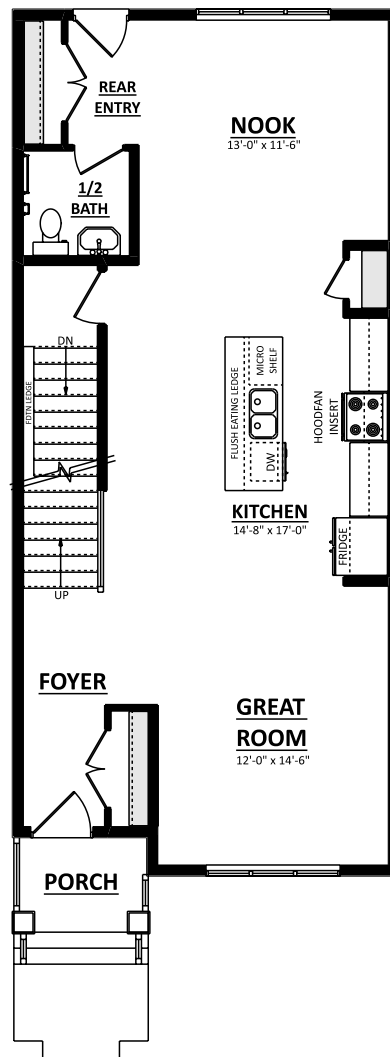 REAR
ENTRY
NOOK
13'-0" x 11'-6"
1/2
BATH
DN
FDTN LEDGE
FLUSH EATING LEDGE
MICRO
SHELF
DW
HOODFAN
INSERT
KITCHEN
14'-8" x 17'-0"
FRIDGE
UP
FOYER
GREAT
ROOM
12'-0" x 14'-6"
PORCH